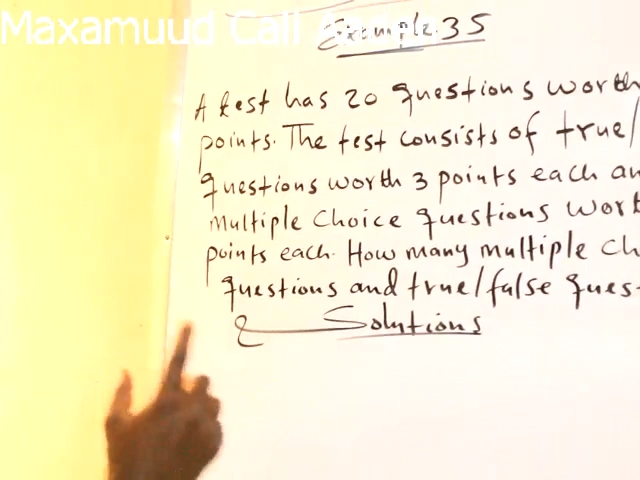 Maxamuud Cali
Example 35
A test has 20 questions worth
points. The test consists of true/
questions worth 3 points each an
multiple choice questions wort
points each. How many multiple ch
questions and true/false ques
Solutions